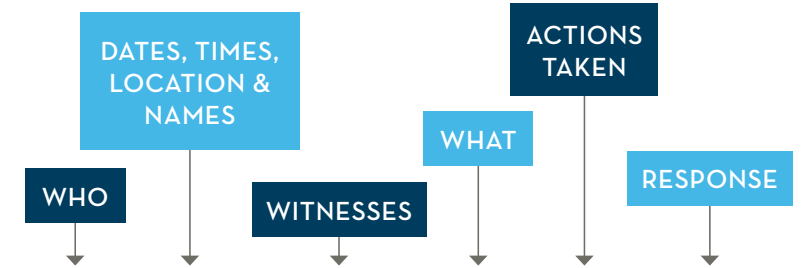 WHO
DATES, TIMES,
LOCATION &
NAMES
WITNESSES
WHAT
ACTIONS
TAKEN
RESPONSE